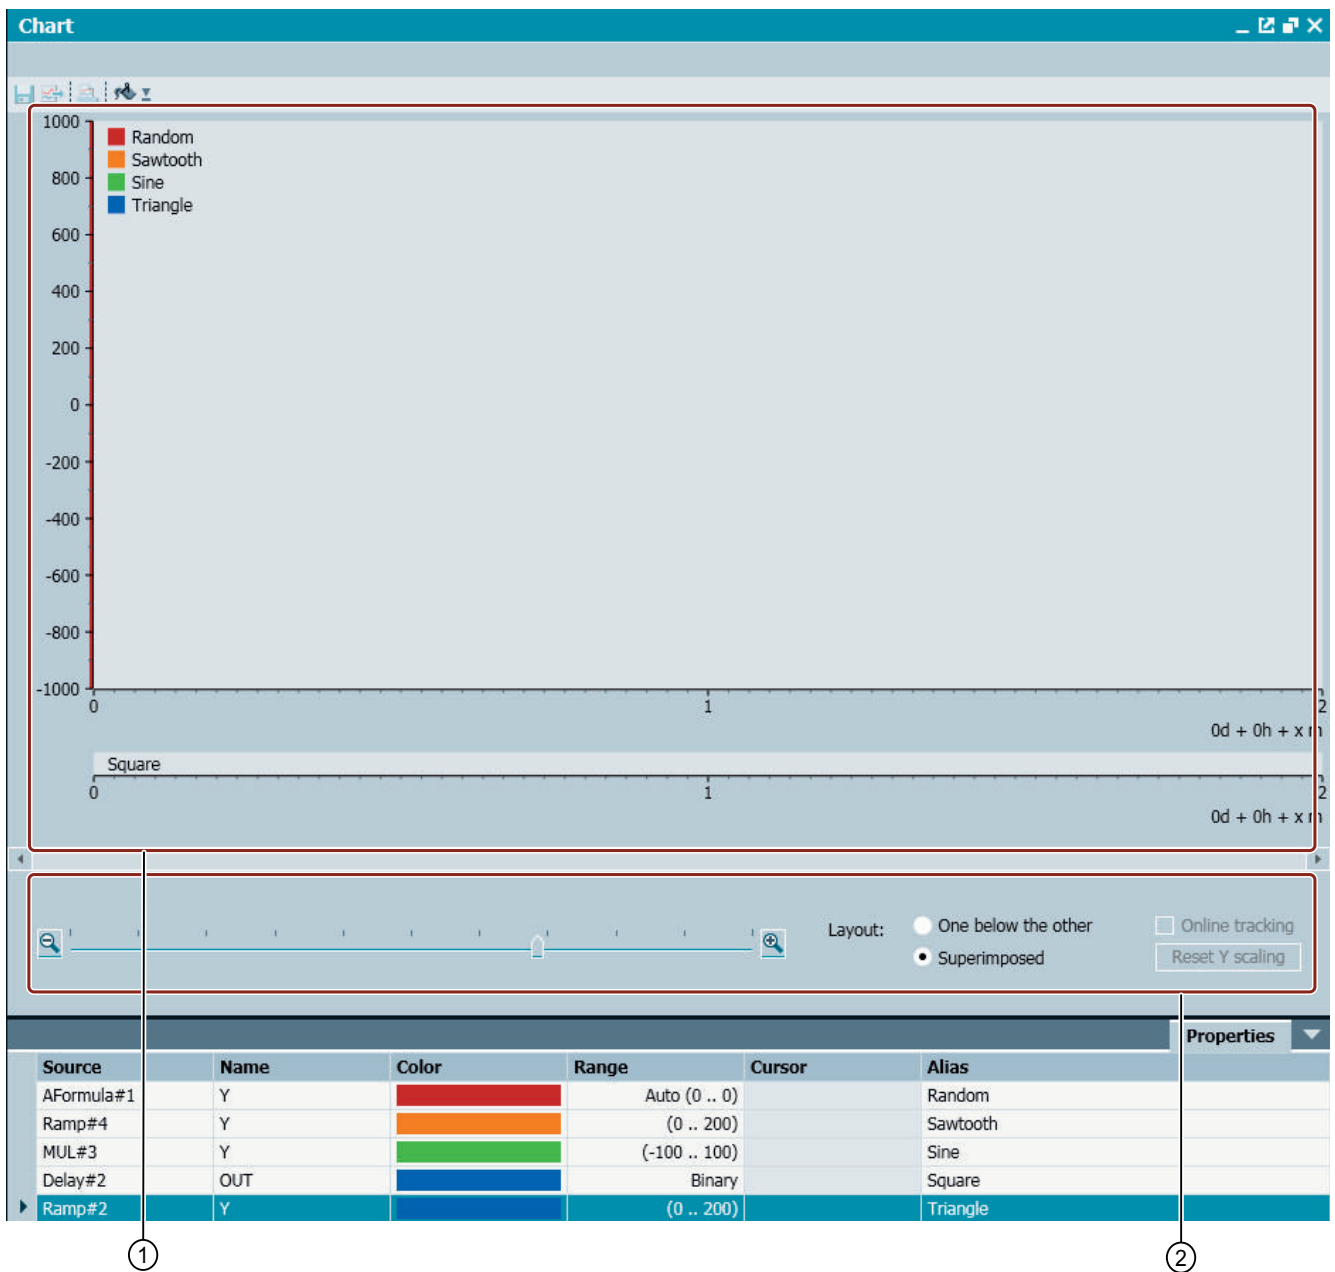 Chart
1000
Random
Sawtooth
800
Sine
Triangle
600
400
200
0
-200
-400
-600
-800
-1000
0 1 2
0d + 0h + x m
Square
0 1 2
0d + 0h + x m
Layout:
One below the other
Superimposed
Online tracking
Reset Y scaling
Properties
Source Name Color Range Cursor Alias
AFormula#1 Y Auto (0 .. 0) Random
Ramp#4 Y (0 .. 200) Sawtooth
MUL#3 Y (-100 .. 100) Sine
Delay#2 OUT Binary Square
Ramp#2 Y (0 .. 200) Triangle
1 2